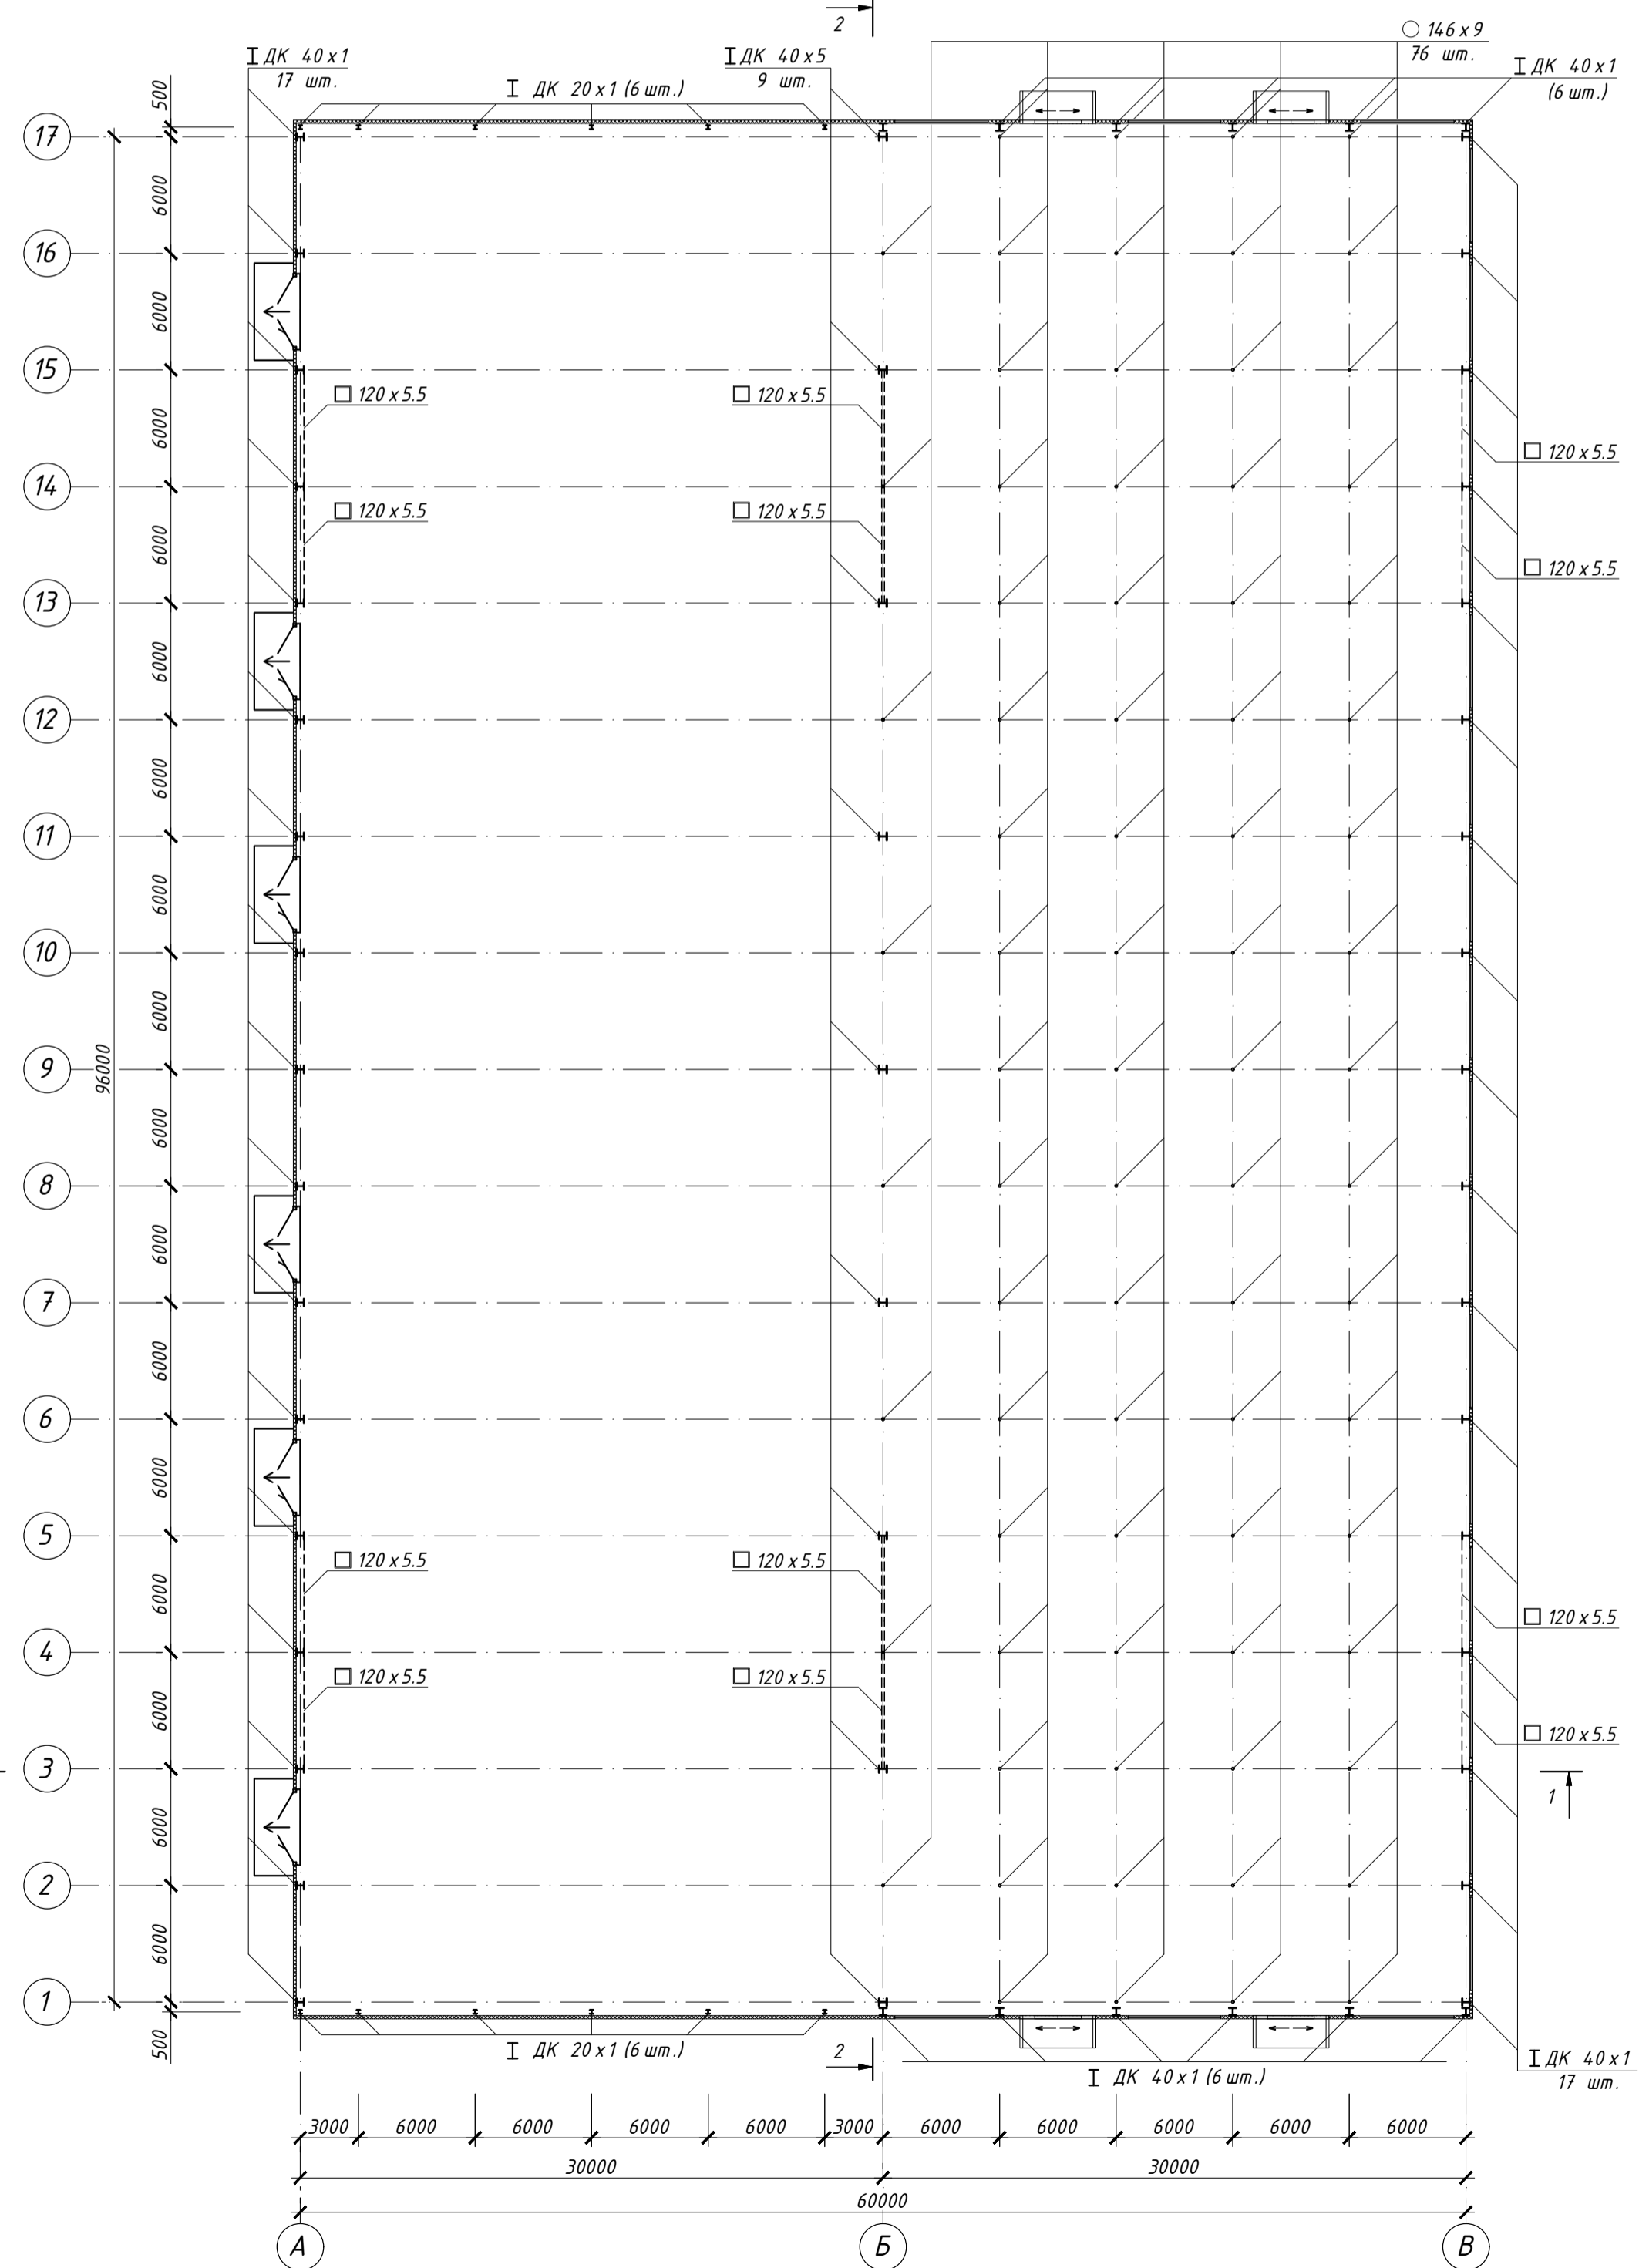 2
○ 146 x 9
76 шт.
I ДК 40 x 1
17 шт.
I ДК 40 x 5
9 шт.
I ДК 40 x 1
(6 шт.)
I ДК 20 x 1 (6 шт.)
500
17
6000
16
6000
15
□ 120 x 5.5
□ 120 x 5.5
6000
□ 120 x 5.5
14
□ 120 x 5.5
□ 120 x 5.5
6000
□ 120 x 5.5
13
6000
12
6000
11
6000
10
6000
9
96000
6000
8
6000
7
6000
6
6000
5
□ 120 x 5.5
□ 120 x 5.5
6000
□ 120 x 5.5
4
□ 120 x 5.5
□ 120 x 5.5
6000
□ 120 x 5.5
3
1
6000
2
6000
1
500
I ДК 20 x 1 (6 шт.)
2
I ДК 40 x 1 (6 шт.)
I ДК 40 x 1
17 шт.
3000 6000 6000 6000 6000 3000 6000 6000 6000 6000 6000
30000 30000
60000
А Б В